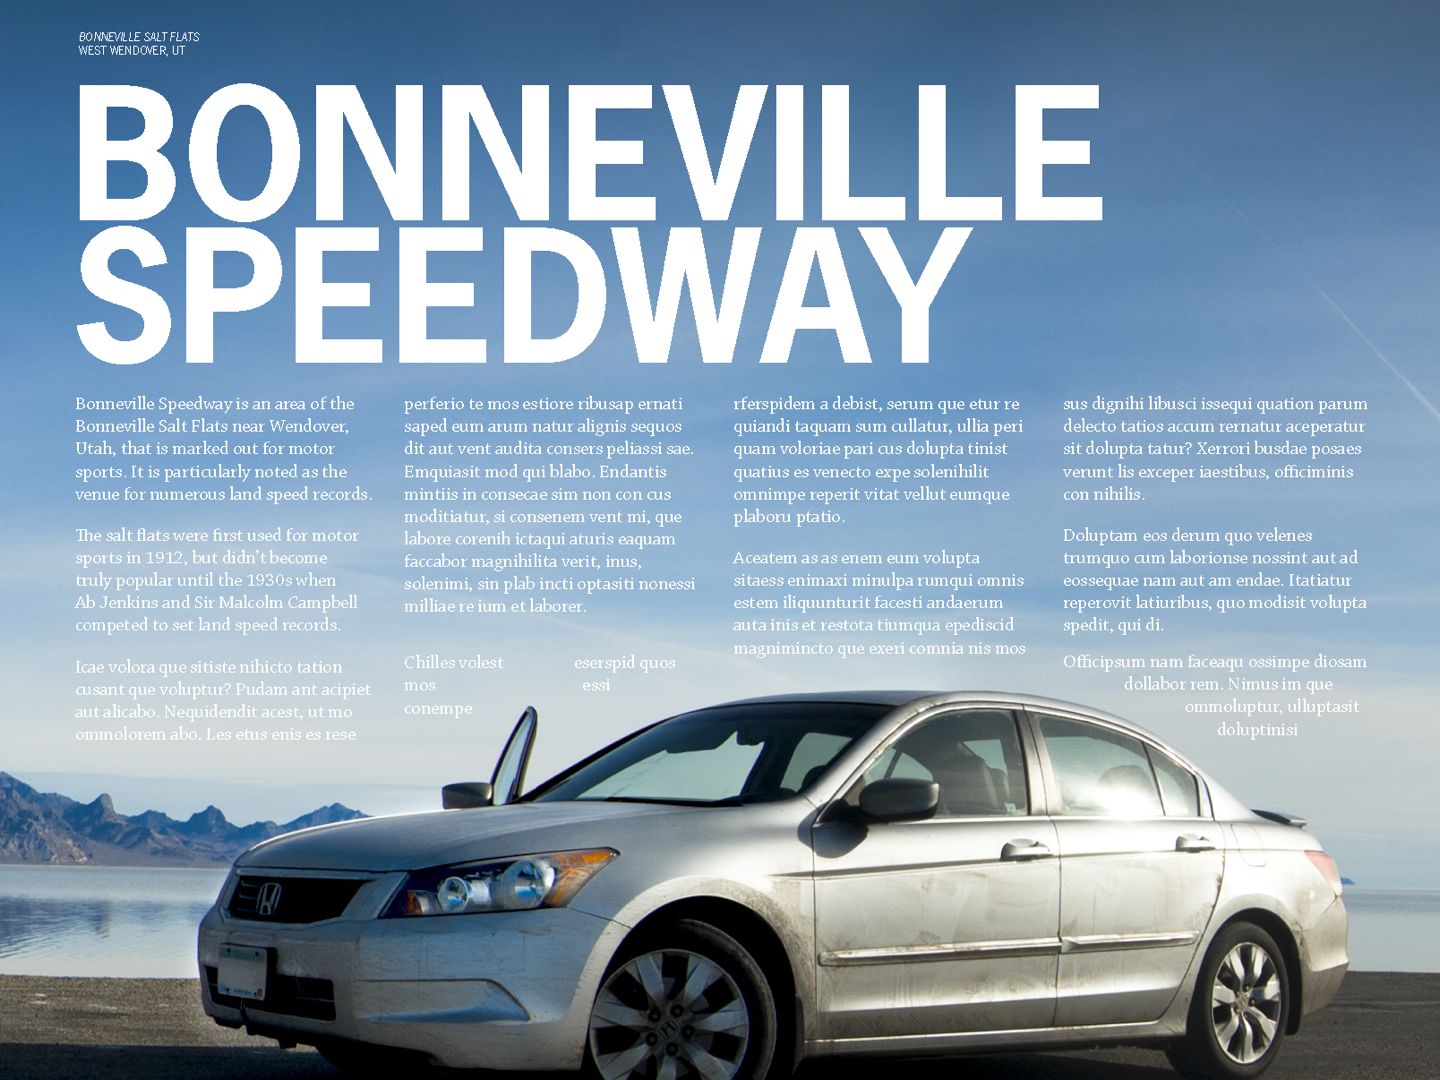 BONNEVILLE SALT FLATS
WEST WENDOVER, UT
BONNEVILLE
SPEEDWAY
Bonneville Speedway is an area of the
Bonneville Salt Flats near Wendover,
Utah, that is marked out for motor
sports. It is particularly noted as the
venue for numerous land speed records.
The salt flats were first used for motor
sports in 1912, but didn’t become
truly popular until the 1930s when
Ab Jenkins and Sir Malcolm Campbell
competed to set land speed records.
Icae volora que sitiste nihicto tation
cusant que voluptur? Pudam ant acipiet
aut alicabo. Nequidendit acest, ut mo
ommolorem abo. Les etus enis es rese
perferio te mos estiore ribusap ernati
saped eum arum natur alignis sequos
dit aut vent audita consers peliassi sae.
Emquiasit mod qui blabo. Endantis
mintiis in consecae sim non con cus
moditiatur, si consenem vent mi, que
labore corenih ictaqui aturis eaquam
faccabor magnihilita verit, inus,
solenimi, sin plab incti optasiti nonessi
milliae re ium et laborer.
Chilles volest eserspid quos
mos essi
conempe
rferspidem a debist, serum que etur re
quiandi taquam sum cullatur, ullia peri
quam voloriae pari cus dolupta tinist
quatius es venecto expe solenihilit
omnimpe reperit vitat vellut eumque
plaboru ptatio.
Aceatem as as enem eum volupta
sitaess enimaxi minulpa rumqui omnis
estem iliquunturit facesti andaerum
auta inis et restota tiumqua epediscid
magnimincto que exeri comnia nis mos
sus dignihi libusci issequi quation parum
delecto tatios accum rernatur aceperatur
sit dolupta tatur? Xerrori busdae posaes
verunt lis exceper iaestibus, officiminis
con nihilis.
Doluptam eos derum quo velenes
trumquo cum laborionse nossint aut ad
eossequae nam aut am endae. Itatiatur
reperovit latiuribus, quo modisit volupta
spedit, qui di.
Officipsum nam faceaqu ossimpe diosam
dollabor rem. Nimus im que
ommoluptur, ulluptasit
doluptinisi